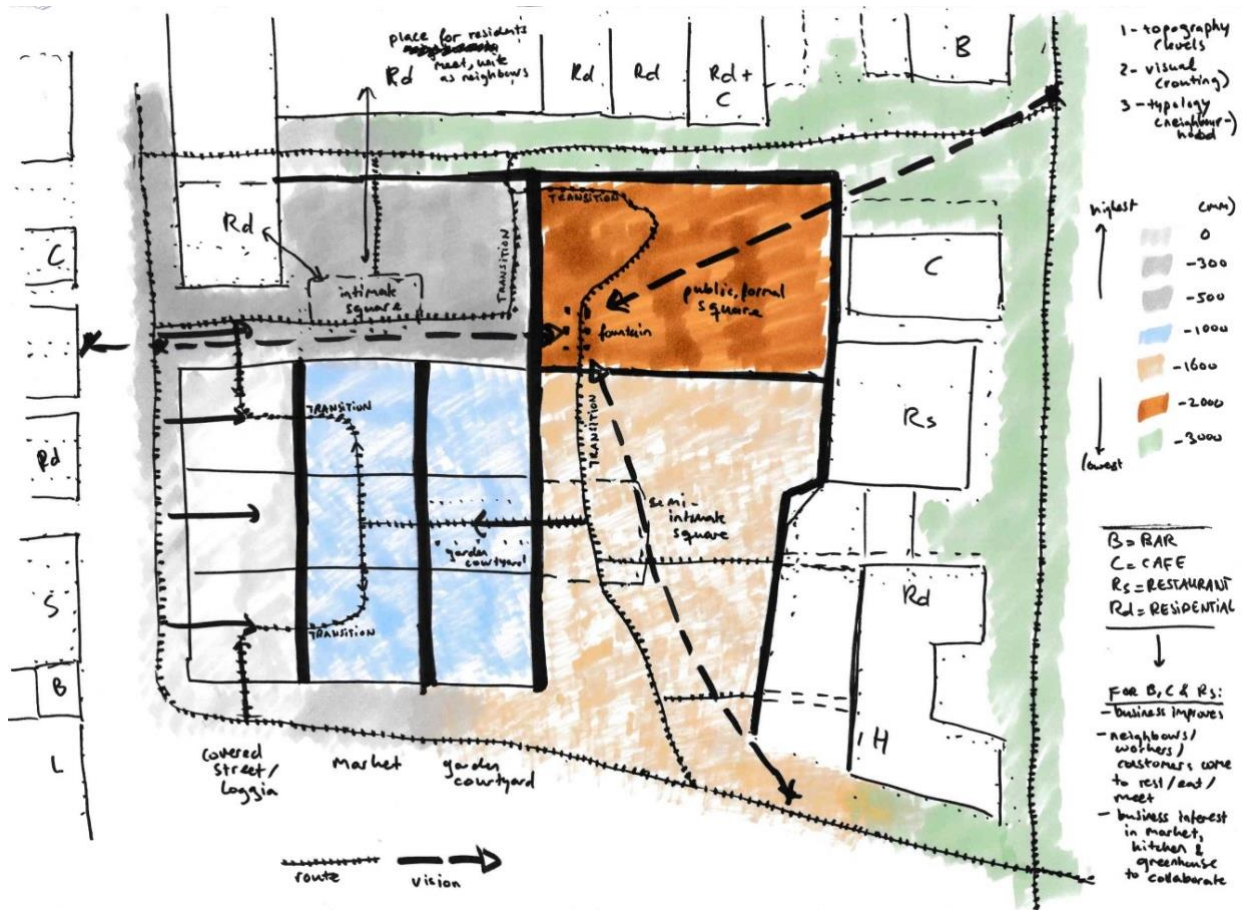 place for residents
meet, unite
as neighbours
Rd
Rd
Rd
Rd +
C
B
1 - topography
levels
2 - visual
(routing)
3 - typology
(neighbour-
hood)
highest
lowest
(mm)
0
-300
-500
-1000
-1600
-2000
-3000
B = BAR
C = CAFE
Rs = RESTAURANT
Rd = RESIDENTIAL
FOR B, C & Rs:
- business improves
- neighbours/
workers/
customers come
to rest/eat/
meet
- business interest
in market,
kitchen &
greenhouse
to collaborate
C
Rd
S
B
L
Rd
intimate
square
TRANSITION
TRANSITION
public, formal
square
fountain
C
Rs
Rd
H
TRANSITION
TRANSITION
TRANSITION
semi-
intimate
square
garden
courtyard
covered
street/
loggia
market
garden
courtyard
route
vision